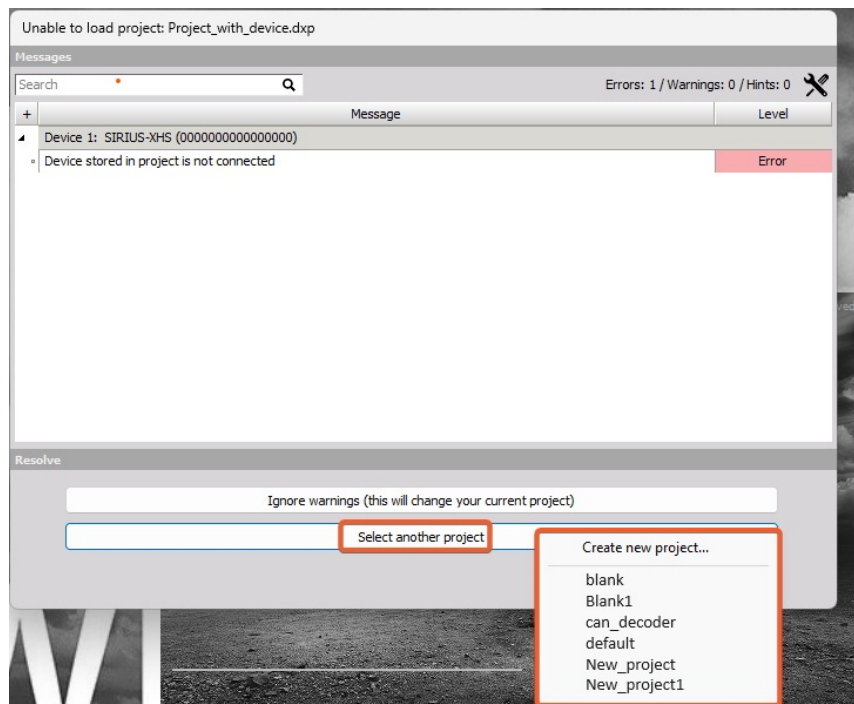 Unable to load project: Project_with_device.dxp
Messages
Search
Errors: 1 / Warnings: 0 / Hints: 0
+ Message Level
Device 1: SIRIUS-XHS (0000000000000000)
Device stored in project is not connected Error
Resolve
Ignore warnings (this will change your current project)
Select another project
Create new project...
blank
Blank1
can_decoder
default
New_project
New_project1